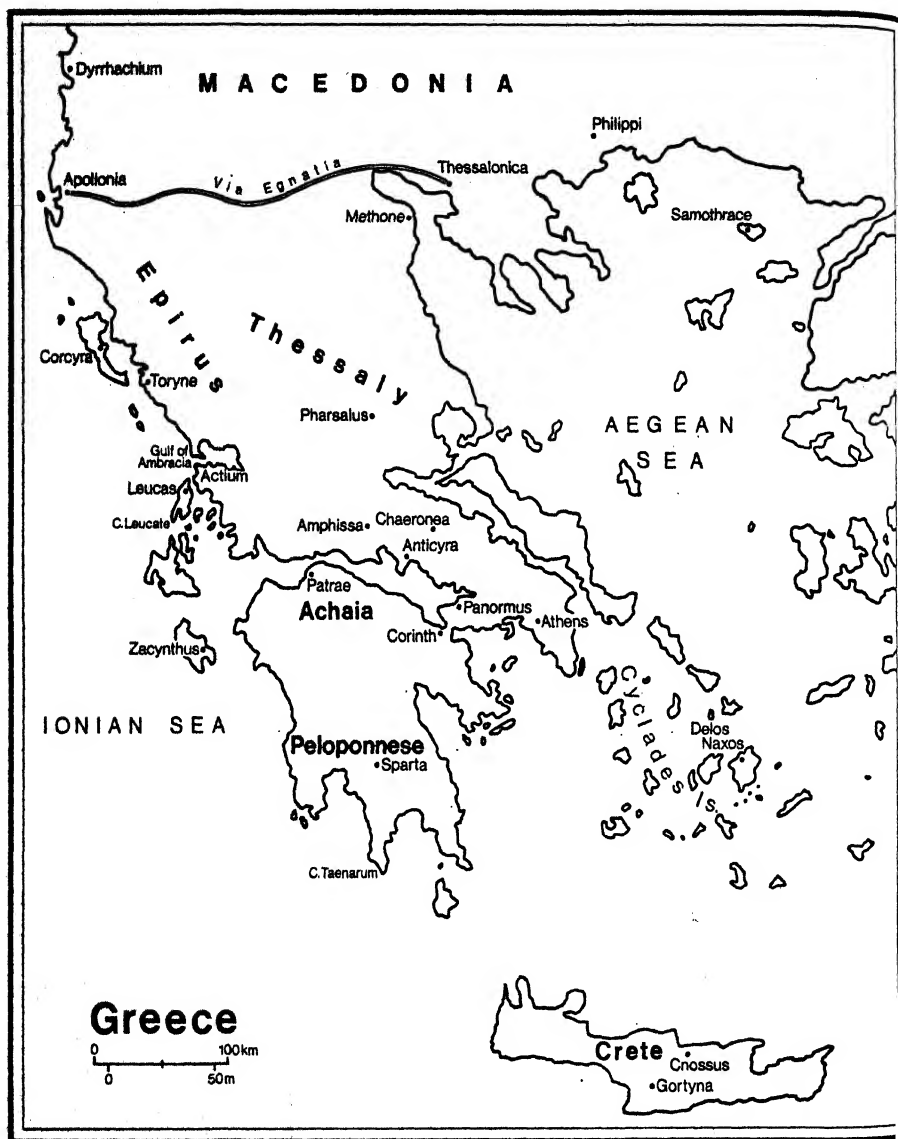 Dyrrhachium
MACEDONIA
Philippi
Via Egnatia
Thessalonica
Apollonia
Methone
Samothrace
Epirus
Thessaly
Corcyra
Toryne
Pharsalus
AEGEAN
SEA
Gulf of
Ambracia
Actium
Leucas
C. Leucate
Amphissa
Chaeronea
Anticyra
Patrae
Achaia
Panormus
Athens
Corinth
Zacynthus
Cyclades Is.
IONIAN SEA
Delos
Naxos
Peloponnese
Sparta
C. Taenarum
Greece
0 100km
0 50m
Crete
Cnossus
Gortyna